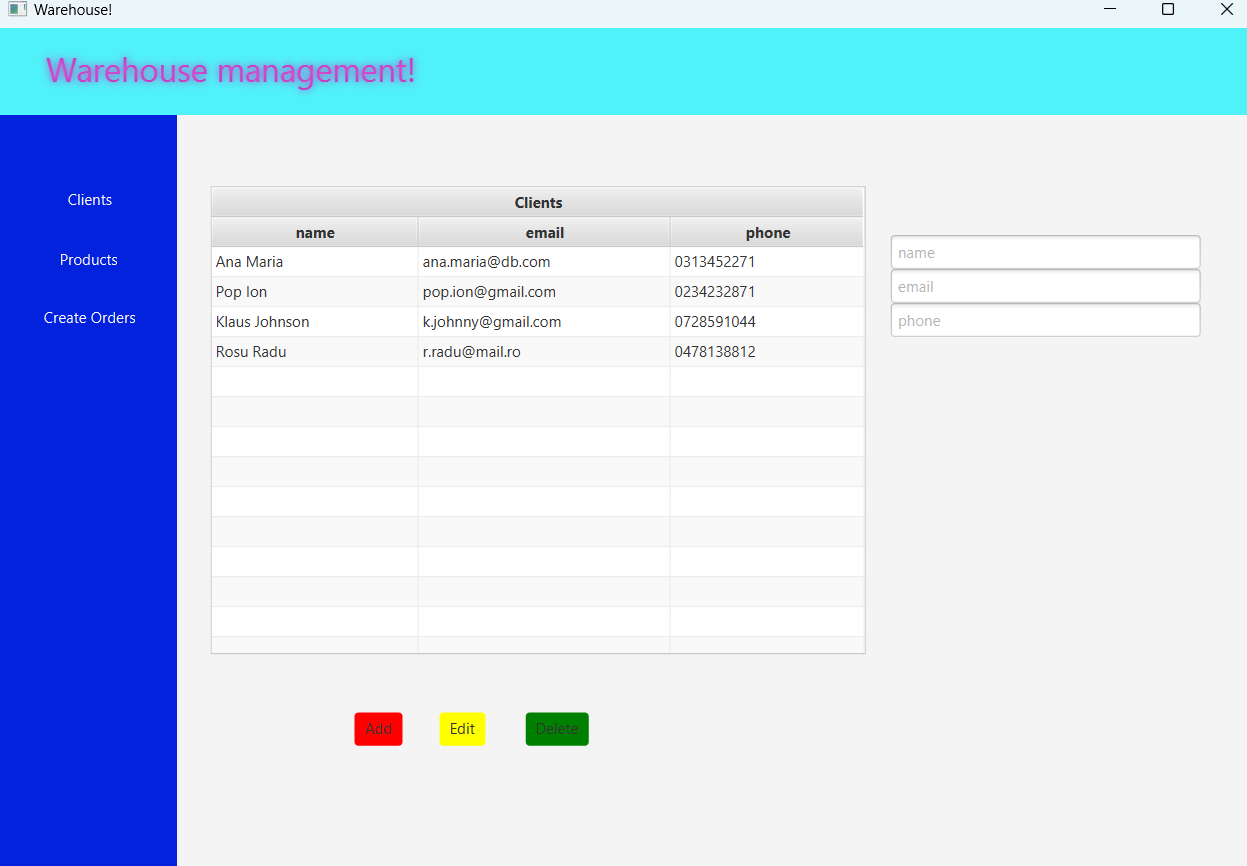 Warehouse!
Warehouse management!
Clients
Products
Create Orders
Clients
name email phone
Ana Maria ana.maria@db.com 0313452271
Pop Ion pop.ion@gmail.com 0234232871
Klaus Johnson k.johnny@gmail.com 0728591044
Rosu Radu r.radu@mail.ro 0478138812
name
email
phone
Add Edit Delete